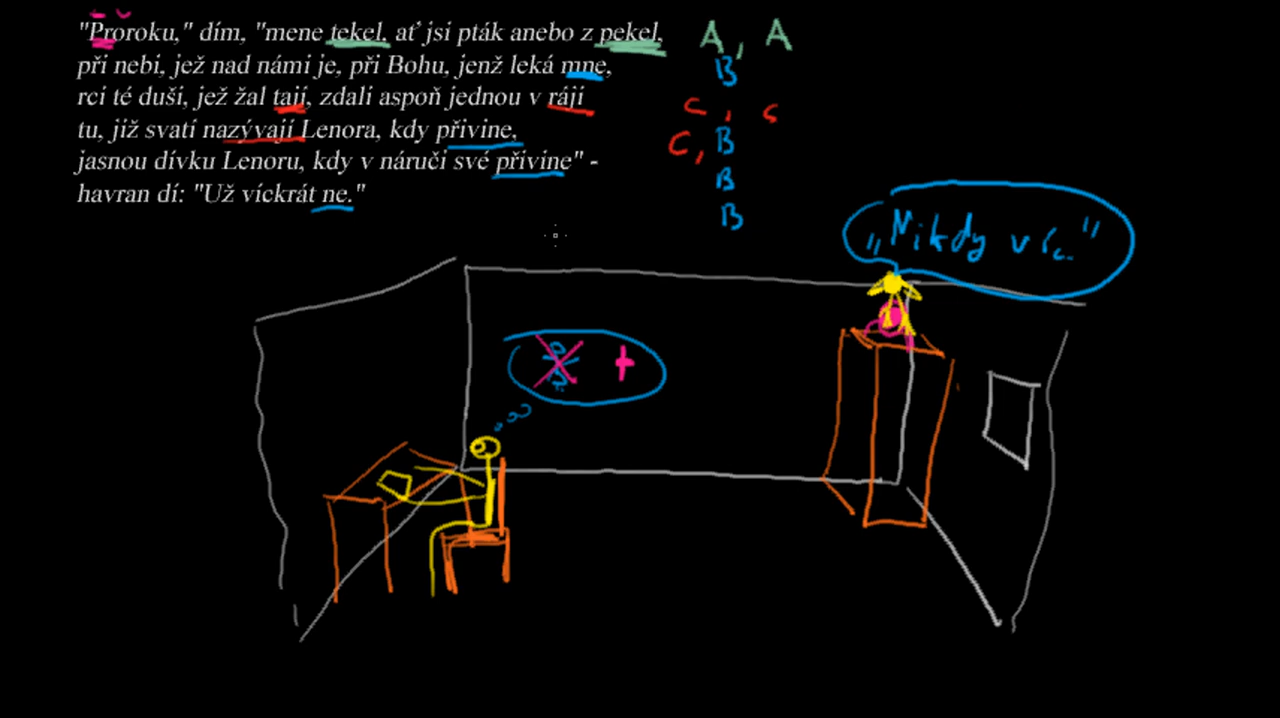 "Proroku," dím, "mene tekel, ať jsi pták anebo z pekel,
A, A
při nebi, jež nad námi je, při Bohu, jenž leká mne,
B
rci té duši, jež žal tají, zdali aspoň jednou v ráji
C, C
tu, již svatí nazývají Lenora, kdy přivine,
C, B
jasnou dívku Lenoru, kdy v náruči své přivine" -
B
havran dí: "Už víckrát ne."
B
„Nikdy víc."